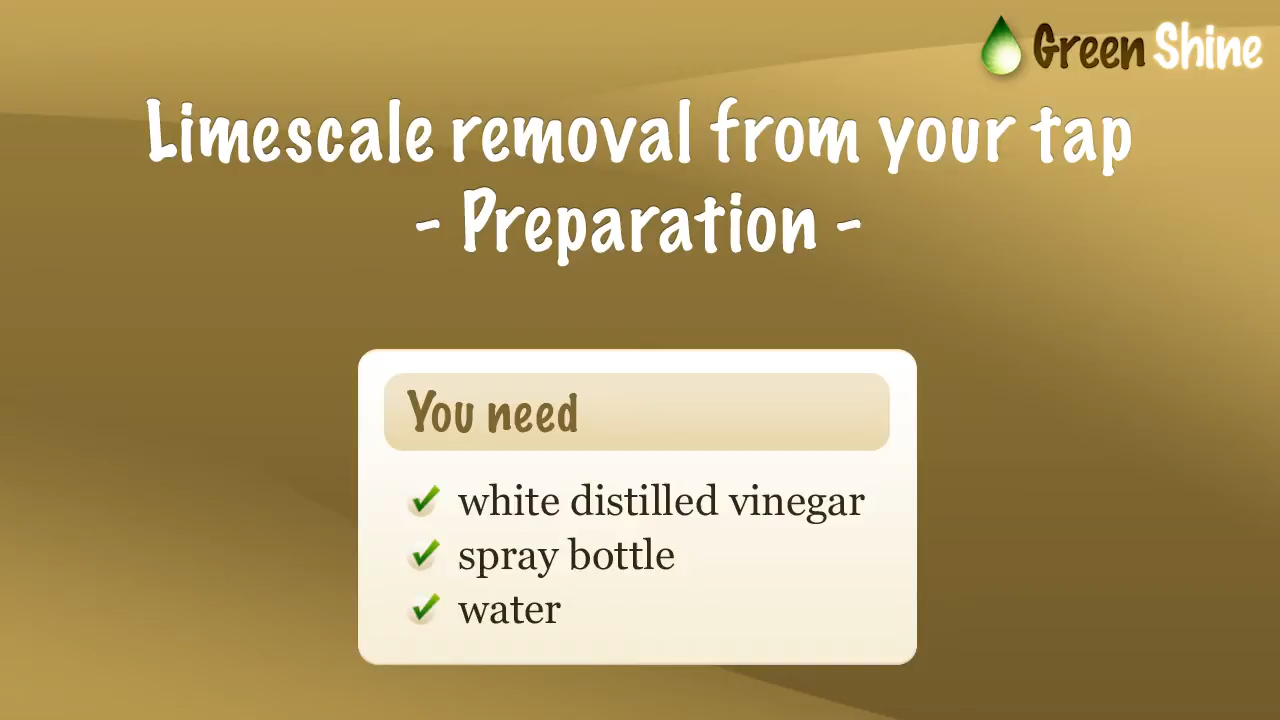 Green Shine
Limescale removal from your tap
- Preparation -
You need
white distilled vinegar
spray bottle
water